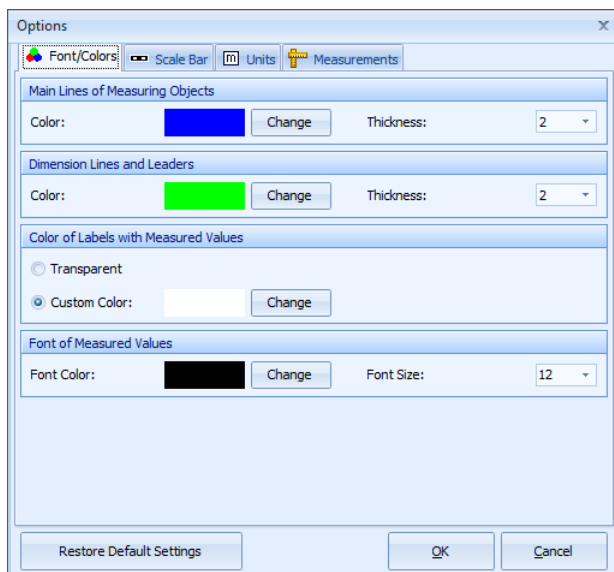 Options x
Font/Colors Scale Bar m Units Measurements
Main Lines of Measuring Objects
Color: Change Thickness: 2
Dimension Lines and Leaders
Color: Change Thickness: 2
Color of Labels with Measured Values
Transparent
Custom Color: Change
Font of Measured Values
Font Color: Change Font Size: 12
Restore Default Settings OK Cancel